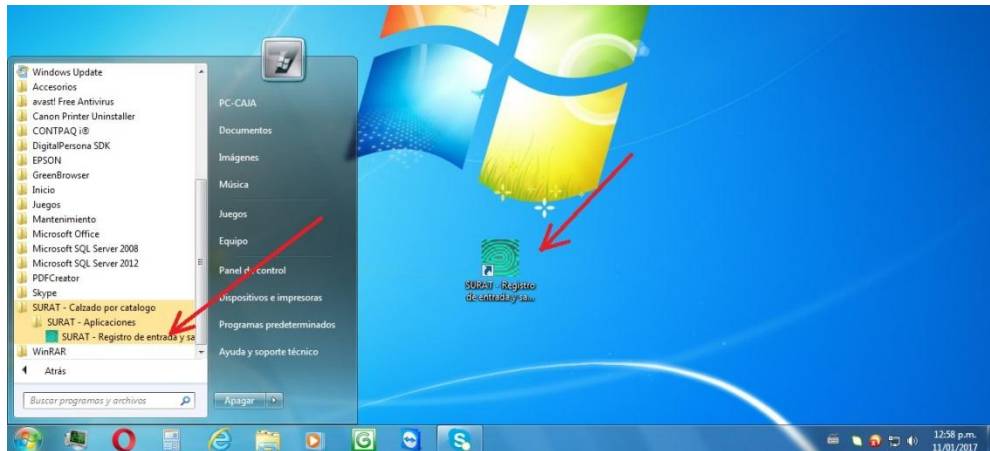 Windows Update
Accesorios
avast! Free Antivirus
Canon Printer Uninstaller
CONTPAQ i®
DigitalPersona SDK
EPSON
GreenBrowser
Inicio
Juegos
Mantenimiento
Microsoft Office
Microsoft SQL Server 2008
Microsoft SQL Server 2012
PDFCreator
Skype
SURAT - Calzado por catalogo
SURAT - Aplicaciones
SURAT - Registro de entrada y sa
WinRAR
Atrás
Buscar programas y archivos
PC-CAJA
Documentos
Imágenes
Música
Juegos
Equipo
Panel de control
Dispositivos e impresoras
Programas predeterminados
Ayuda y soporte técnico
Apagar
SURAT - Registro
de entrada y sa...
12:58 p.m.
11/01/2017